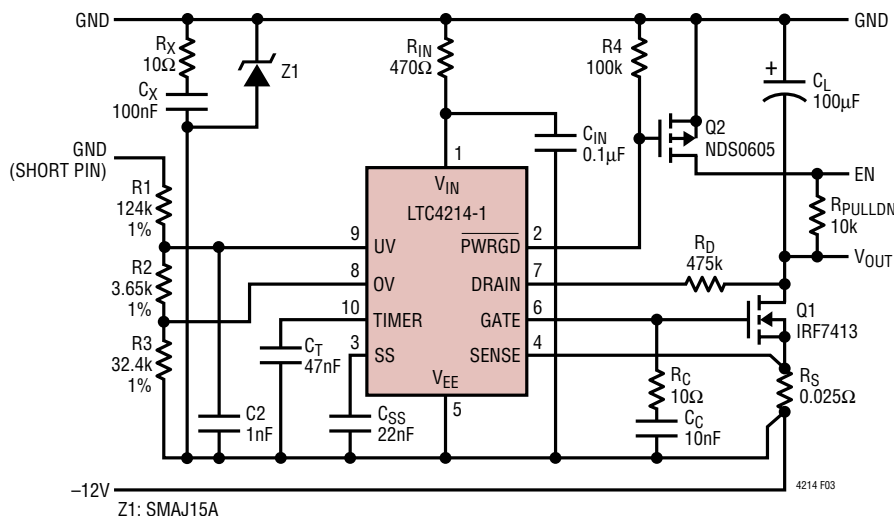 GND
GND
RX
10Ω
CX
100nF
Z1
RIN
470Ω
R4
100k
CL
100µF
+
Q2
NDS0605
CIN
0.1µF
GND
(SHORT PIN)
EN
RPULLDN
10k
R1
124k
1%
1
VIN
LTC4214-1
9
UV
PWRGD
2
RD
475k
VOUT
R2
3.65k
1%
8
OV
DRAIN
7
Q1
IRF7413
10
TIMER
GATE
6
R3
32.4k
1%
CT
47nF
3
SS
SENSE
4
VEE
5
RC
10Ω
RS
0.025Ω
C2
1nF
CSS
22nF
CC
10nF
–12V
4214 F03
Z1: SMAJ15A